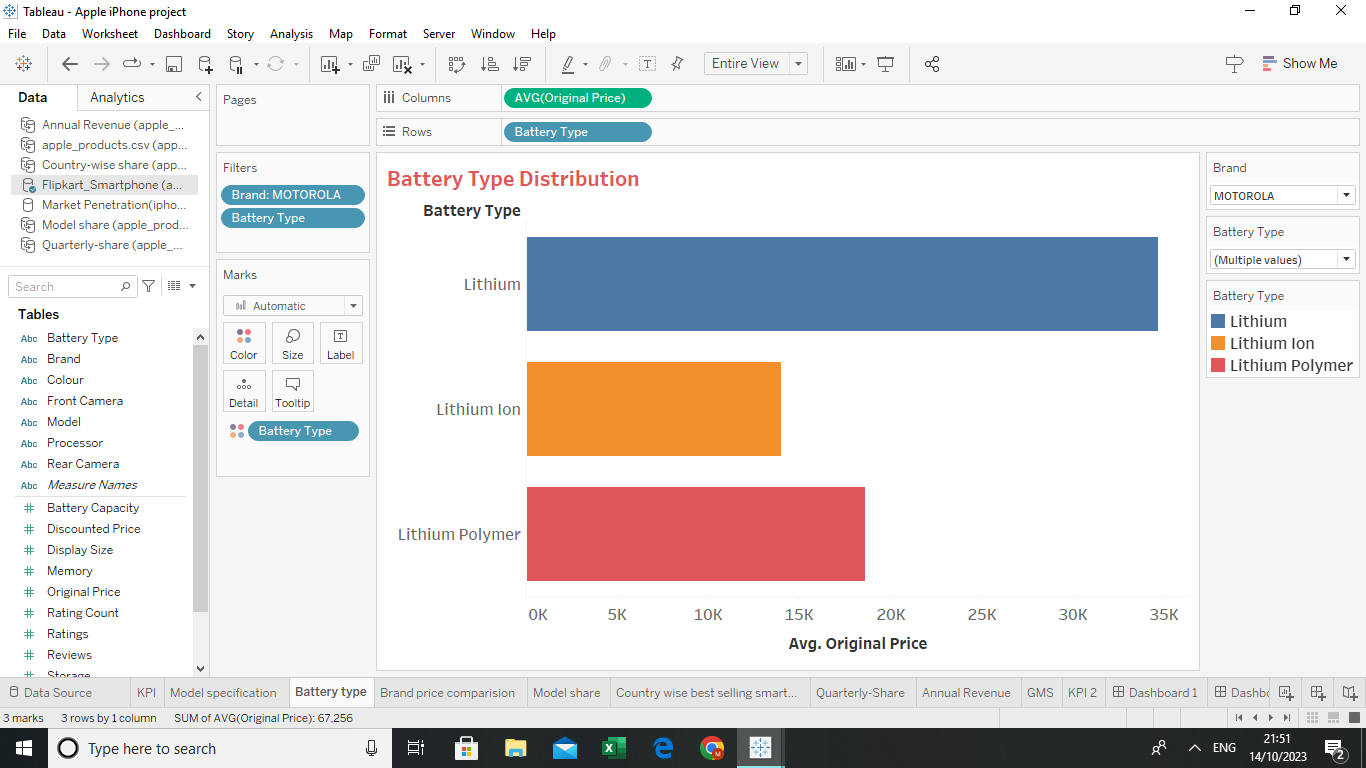 Tableau - Apple iPhone project
File Data Worksheet Dashboard Story Analysis Map Format Server Window Help
Entire View
Show Me
Data Analytics
Annual Revenue (apple_...
apple_products.csv (app...
Country-wise share (app...
Flipkart_Smartphone (a...
Market Penetration(ipho...
Model share (apple_prod...
Quarterly-share (apple_...
Search
Tables
Abc Battery Type
Abc Brand
Abc Colour
Abc Front Camera
Abc Model
Abc Processor
Abc Rear Camera
Abc Measure Names
Battery Capacity
Discounted Price
Display Size
Memory
Original Price
Rating Count
Ratings
Reviews
Storage
Pages
Filters
Brand: MOTOROLA
Battery Type
Marks
Automatic
Color Size Label
Detail Tooltip
Battery Type
Columns AVG(Original Price)
Rows Battery Type
Battery Type Distribution
Battery Type
Lithium
Lithium Ion
Lithium Polymer
0K 5K 10K 15K 20K 25K 30K 35K
Avg. Original Price
Brand
MOTOROLA
Battery Type
(Multiple values)
Battery Type
Lithium
Lithium Ion
Lithium Polymer
Data Source KPI Model specification Battery type Brand price comparision Model share Country wise best selling smart... Quarterly-Share Annual Revenue GMS KPI 2 Dashboard 1 Dashbo
3 marks 3 rows by 1 column SUM of AVG(Original Price): 67,256
Type here to search
ENG
21:51
14/10/2023
2